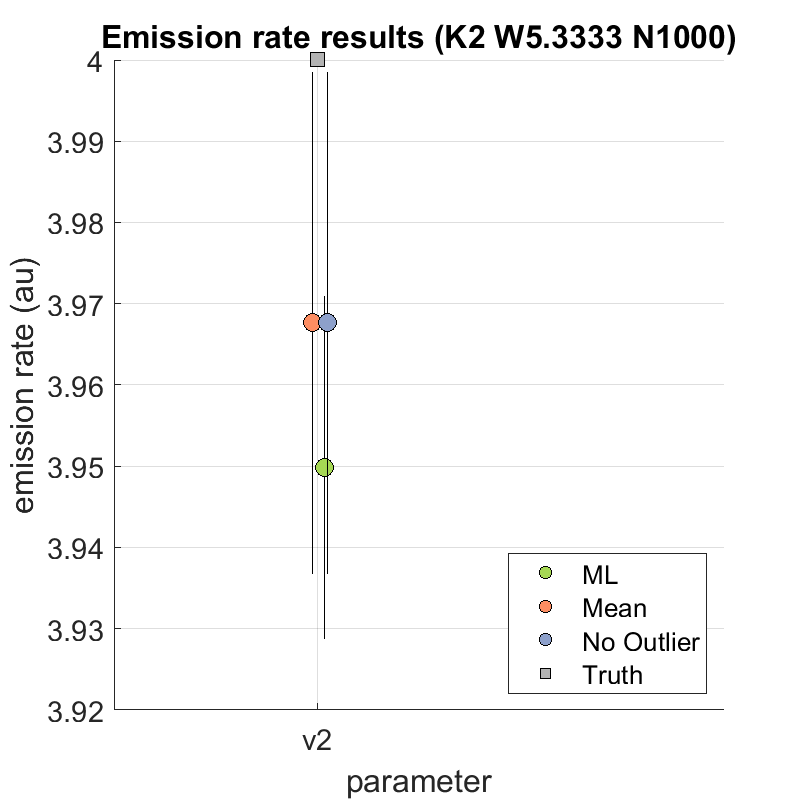 Emission rate results (K2 W5.3333 N1000)
4
3.99
3.98
3.97
3.96
3.95
3.94
3.93
3.92
emission rate (au)
ML
Mean
No Outlier
Truth
v2
parameter